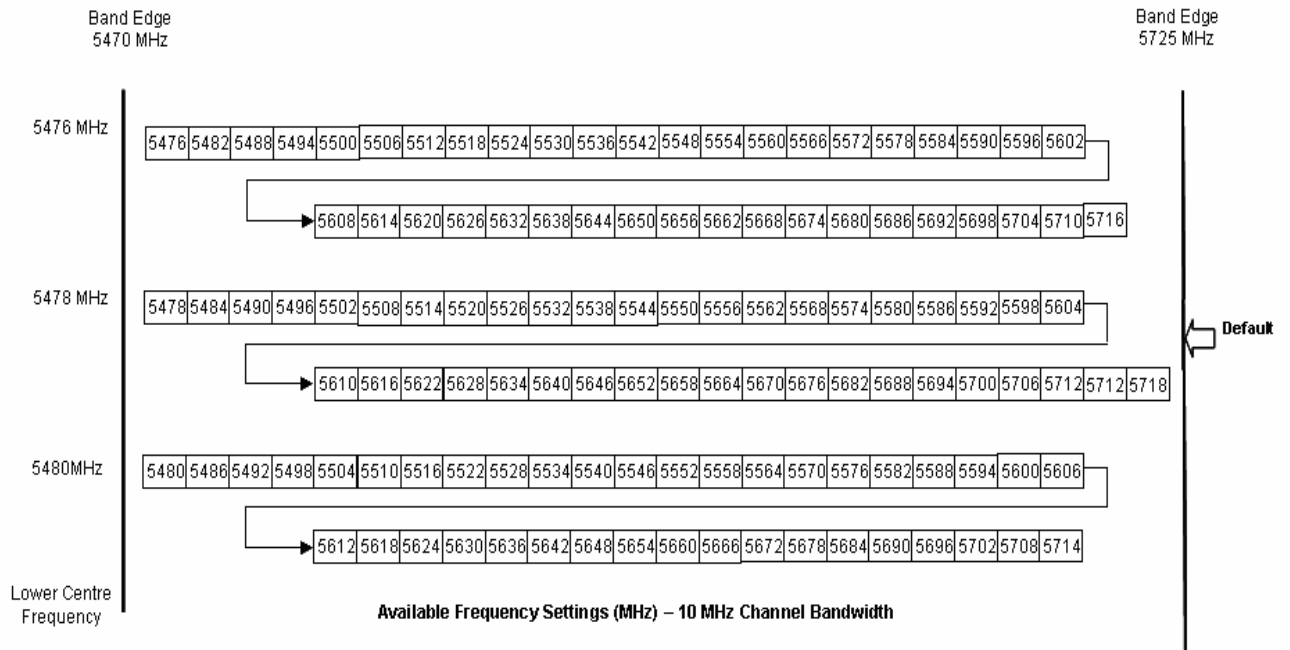 Band Edge
5470 MHz
Band Edge
5725 MHz
5476 MHz
5476 5482 5488 5494 5500 5506 5512 5518 5524 5530 5536 5542 5548 5554 5560 5566 5572 5578 5584 5590 5596 5602
5608 5614 5620 5626 5632 5638 5644 5650 5656 5662 5668 5674 5680 5686 5692 5698 5704 5710 5716
5478 MHz
5478 5484 5490 5496 5502 5508 5514 5520 5526 5532 5538 5544 5550 5556 5562 5568 5574 5580 5586 5592 5598 5604
Default
5610 5616 5622 5628 5634 5640 5646 5652 5658 5664 5670 5676 5682 5688 5694 5700 5706 5712 5712 5718
5480MHz
5480 5486 5492 5498 5504 5510 5516 5522 5528 5534 5540 5546 5552 5558 5564 5570 5576 5582 5588 5594 5600 5606
5612 5618 5624 5630 5636 5642 5648 5654 5660 5666 5672 5678 5684 5690 5696 5702 5708 5714
Lower Centre
Frequency
Available Frequency Settings (MHz) – 10 MHz Channel Bandwidth